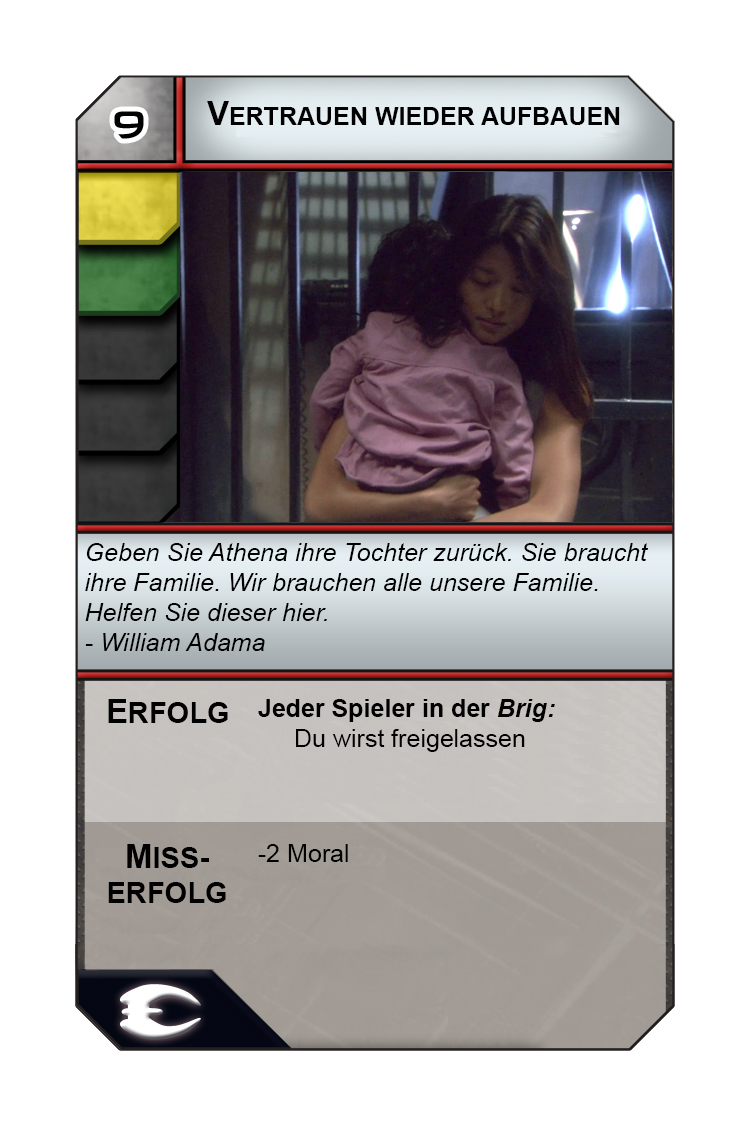 9
VERTRAUEN WIEDER AUFBAUEN
Geben Sie Athena ihre Tochter zurück. Sie braucht
ihre Familie. Wir brauchen alle unsere Familie.
Helfen Sie dieser hier.
- William Adama
ERFOLG
Jeder Spieler in der Brig:
Du wirst freigelassen
MISS-
ERFOLG
-2 Moral